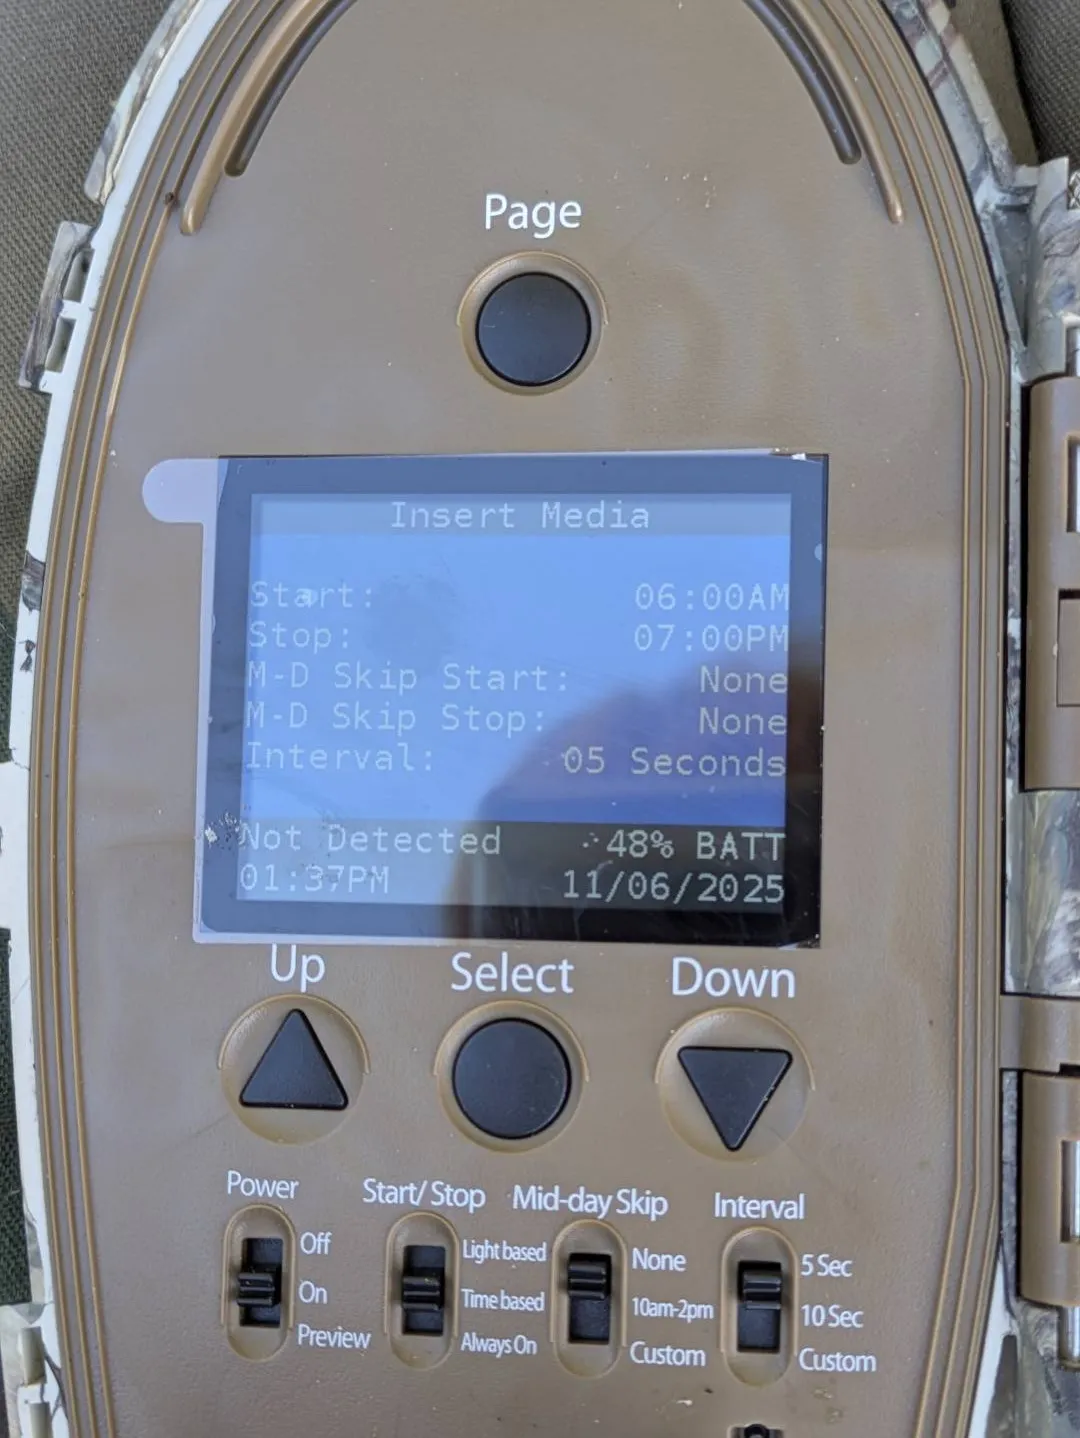 Page
Insert Media
Start: 06:00AM
Stop: 07:00PM
M-D Skip Start: None
M-D Skip Stop: None
Interval: 05 Seconds
Not Detected 48% BATT
01:37PM 11/06/2025
Up Select Down
Power Start/Stop Mid-day Skip Interval
Off Light based None 5 Sec
On Time based 10am-2pm 10 Sec
Preview Always On Custom Custom